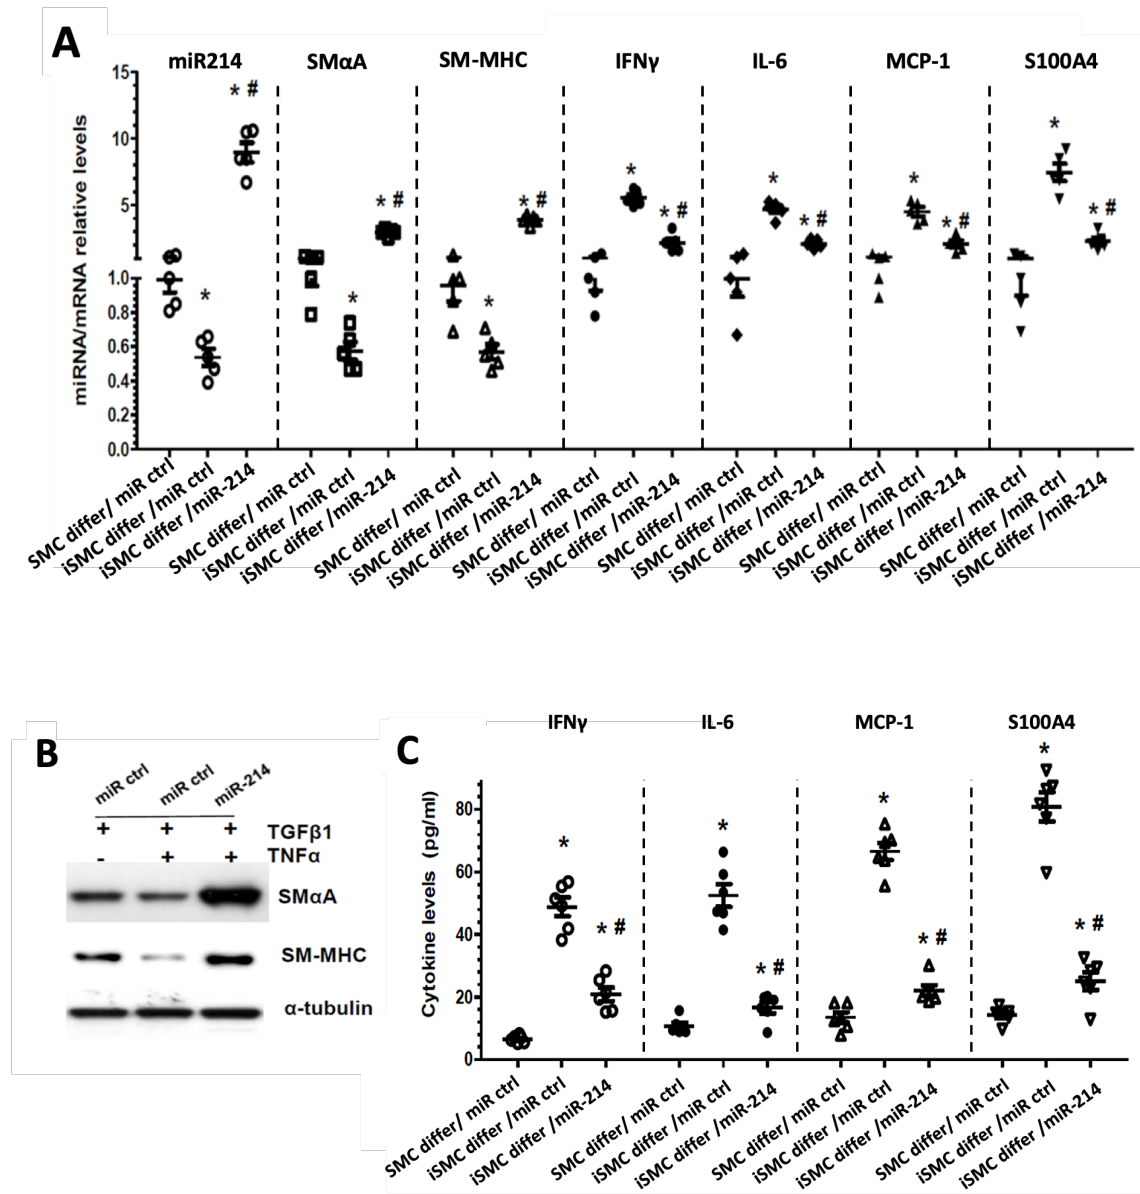 A
miR214 SMαA SM-MHC IFNγ IL-6 MCP-1 S100A4
miRNA/mRNA relative levels
15
10
5
1.0
0.8
0.6
0.4
0.2
0.0
* # * * * # * * # * * # * * # * * # * * #
SMC differ/ miR ctrl
iSMC differ /miR ctrl
iSMC differ /miR-214
SMC differ/ miR ctrl
iSMC differ /miR ctrl
iSMC differ /miR-214
SMC differ/ miR ctrl
iSMC differ /miR ctrl
iSMC differ /miR-214
SMC differ/ miR ctrl
iSMC differ /miR ctrl
iSMC differ /miR-214
SMC differ/ miR ctrl
iSMC differ /miR ctrl
iSMC differ /miR-214
SMC differ/ miR ctrl
iSMC differ /miR ctrl
iSMC differ /miR-214
SMC differ/ miR ctrl
iSMC differ /miR ctrl
iSMC differ /miR-214
B
miR ctrl miR ctrl miR-214
+ + + TGFβ1
- + + TNFα
SMαA
SM-MHC
α-tubulin
C
IFNγ IL-6 MCP-1 S100A4
Cytokine levels (pg/ml)
80
60
40
20
0
* * # * * # * * # * * #
SMC differ/ miR ctrl
iSMC differ /miR ctrl
iSMC differ /miR-214
SMC differ/ miR ctrl
iSMC differ /miR ctrl
iSMC differ /miR-214
SMC differ/ miR ctrl
iSMC differ /miR ctrl
iSMC differ /miR-214
SMC differ/ miR ctrl
iSMC differ /miR ctrl
iSMC differ /miR-214